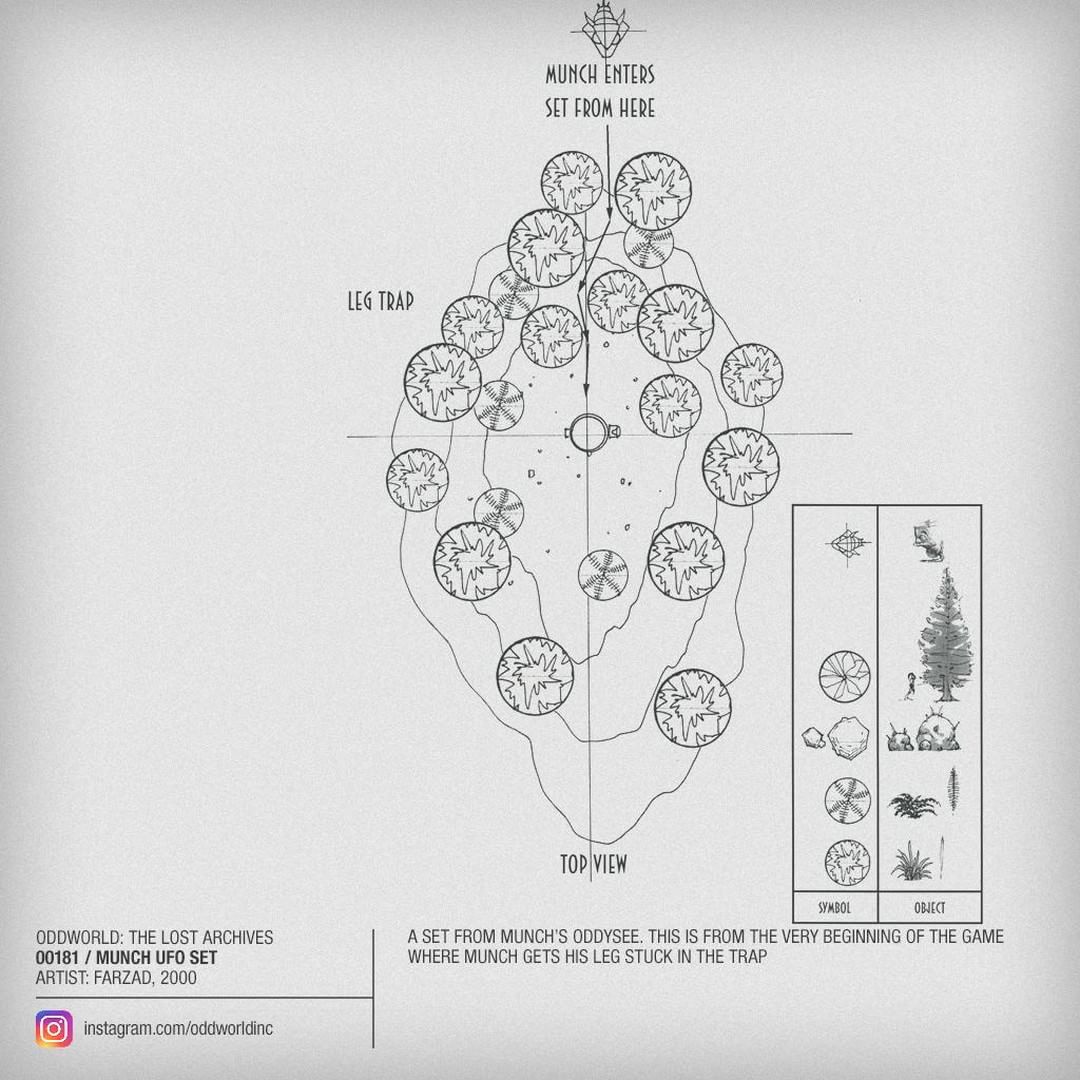 MUNCH ENTERS
SET FROM HERE
LEG TRAP
TOP VIEW
SYMBOL
OBJECT
ODDWORLD: THE LOST ARCHIVES
00181 / MUNCH UFO SET
ARTIST: FARZAD, 2000
instagram.com/oddworldinc
A SET FROM MUNCH'S ODDYSEE. THIS IS FROM THE VERY BEGINNING OF THE GAME
WHERE MUNCH GETS HIS LEG STUCK IN THE TRAP